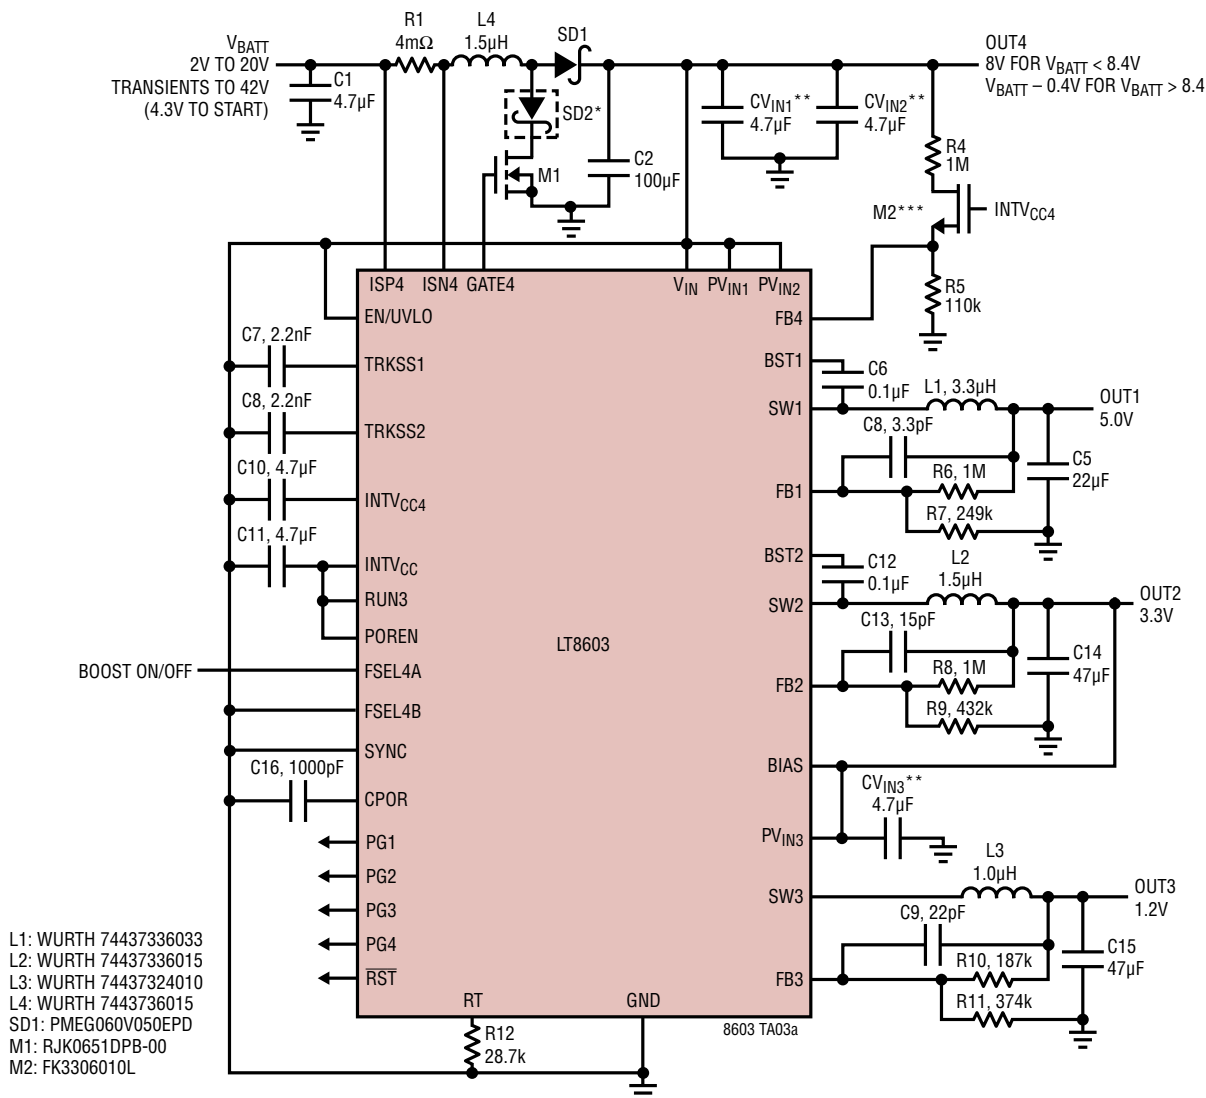 R1
4mΩ
L4
1.5µH
SD1
VBATT
2V TO 20V
TRANSIENTS TO 42V
(4.3V TO START)
C1
4.7µF
SD2*
M1
C2
100µF
CVIN1**
4.7µF
CVIN2**
4.7µF
OUT4
8V FOR VBATT < 8.4V
VBATT – 0.4V FOR VBATT > 8.4
R4
1M
M2***
INTVCC4
R5
110k
ISP4
ISN4
GATE4
VIN
PVIN1
PVIN2
EN/UVLO
FB4
C7, 2.2nF
TRKSS1
BST1
C6
0.1µF
C8, 2.2nF
SW1
L1, 3.3µH
OUT1
5.0V
TRKSS2
C8, 3.3pF
C10, 4.7µF
R6, 1M
C5
22µF
INTVCC4
FB1
R7, 249k
C11, 4.7µF
INTVCC
BST2
C12
0.1µF
L2
1.5µH
RUN3
SW2
OUT2
3.3V
POREN
C13, 15pF
LT8603
BOOST ON/OFF
FSEL4A
R8, 1M
C14
47µF
FSEL4B
FB2
R9, 432k
SYNC
BIAS
C16, 1000pF
CPOR
CVIN3**
4.7µF
PG1
PVIN3
L3
1.0µH
PG2
SW3
OUT3
1.2V
PG3
C9, 22pF
PG4
R10, 187k
C15
47µF
RST
FB3
R11, 374k
RT
GND
8603 TA03a
R12
28.7k
L1: WURTH 74437336033
L2: WURTH 74437336015
L3: WURTH 74437324010
L4: WURTH 7443736015
SD1: PMEG060V050EPD
M1: RJK0651DPB-00
M2: FK3306010L